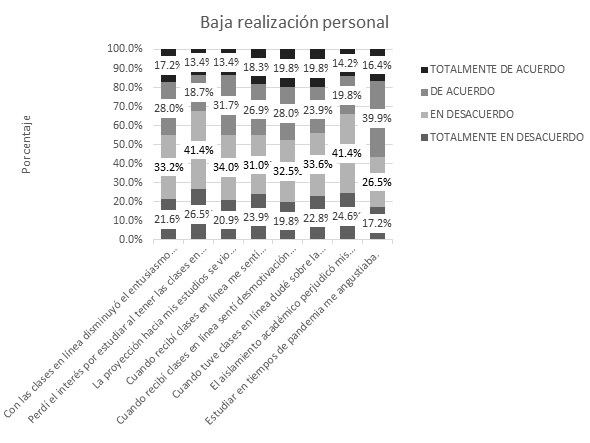 Baja realización personal
Porcentaje
100.0%
90.0%
80.0%
70.0%
60.0%
50.0%
40.0%
30.0%
20.0%
10.0%
0.0%
17.2% 13.4% 13.4% 18.3% 19.8% 19.8% 14.2% 16.4%
28.0% 18.7% 31.7% 26.9% 28.0% 23.9% 19.8% 39.9%
33.2% 41.4% 34.0% 31.0% 32.5% 33.6% 41.4% 26.5%
21.6% 26.5% 20.9% 23.9% 19.8% 22.8% 24.6% 17.2%
Con las clases en línea disminuyó el entusiasmo...
Perdí el interés por estudiar al tener las clases en...
La proyección hacia mis estudios se vio...
Cuando recibí clases en línea me sentí...
Cuando recibí clases en línea sentí desmotivación...
Cuando tuve clases en línea dudé sobre la...
El aislamiento académico perjudicó mis...
Estudiar en tiempos de pandemia me angustiaba.
TOTALMENTE DE ACUERDO
DE ACUERDO
EN DESACUERDO
TOTALMENTE EN DESACUERDO